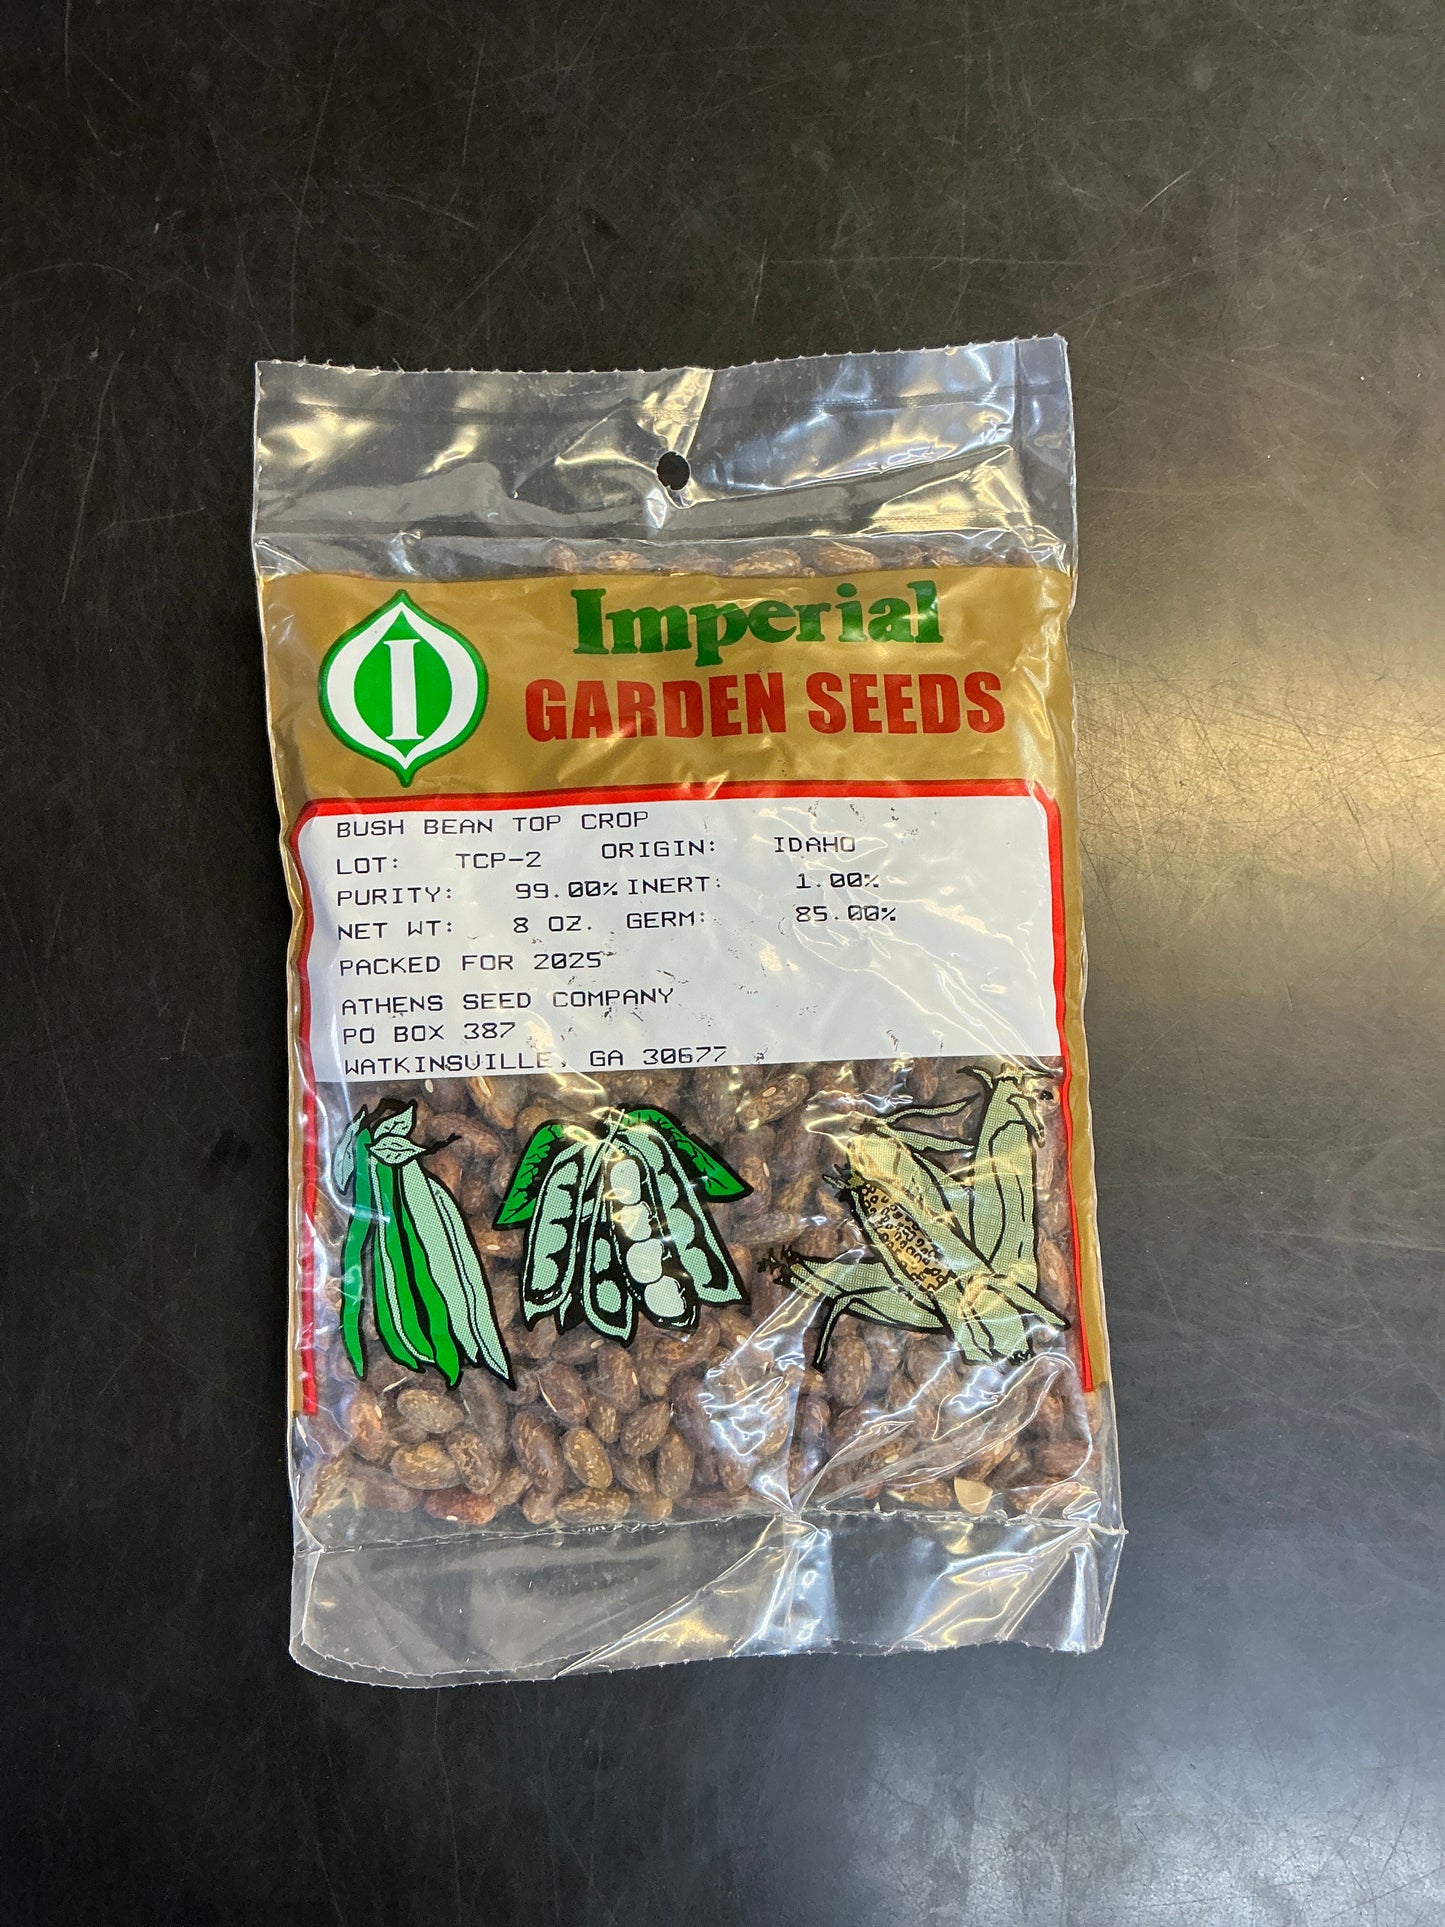 I
Imperial
GARDEN SEEDS
BUSH BEAN TOP CROP
LOT: TCP-2 ORIGIN: IDAHO
PURITY: 99.00% INERT: 1.00%
NET WT: 8 OZ. GERM: 85.00%
PACKED FOR 2025
ATHENS SEED COMPANY
PO BOX 387
WATKINSVILLE, GA 30677